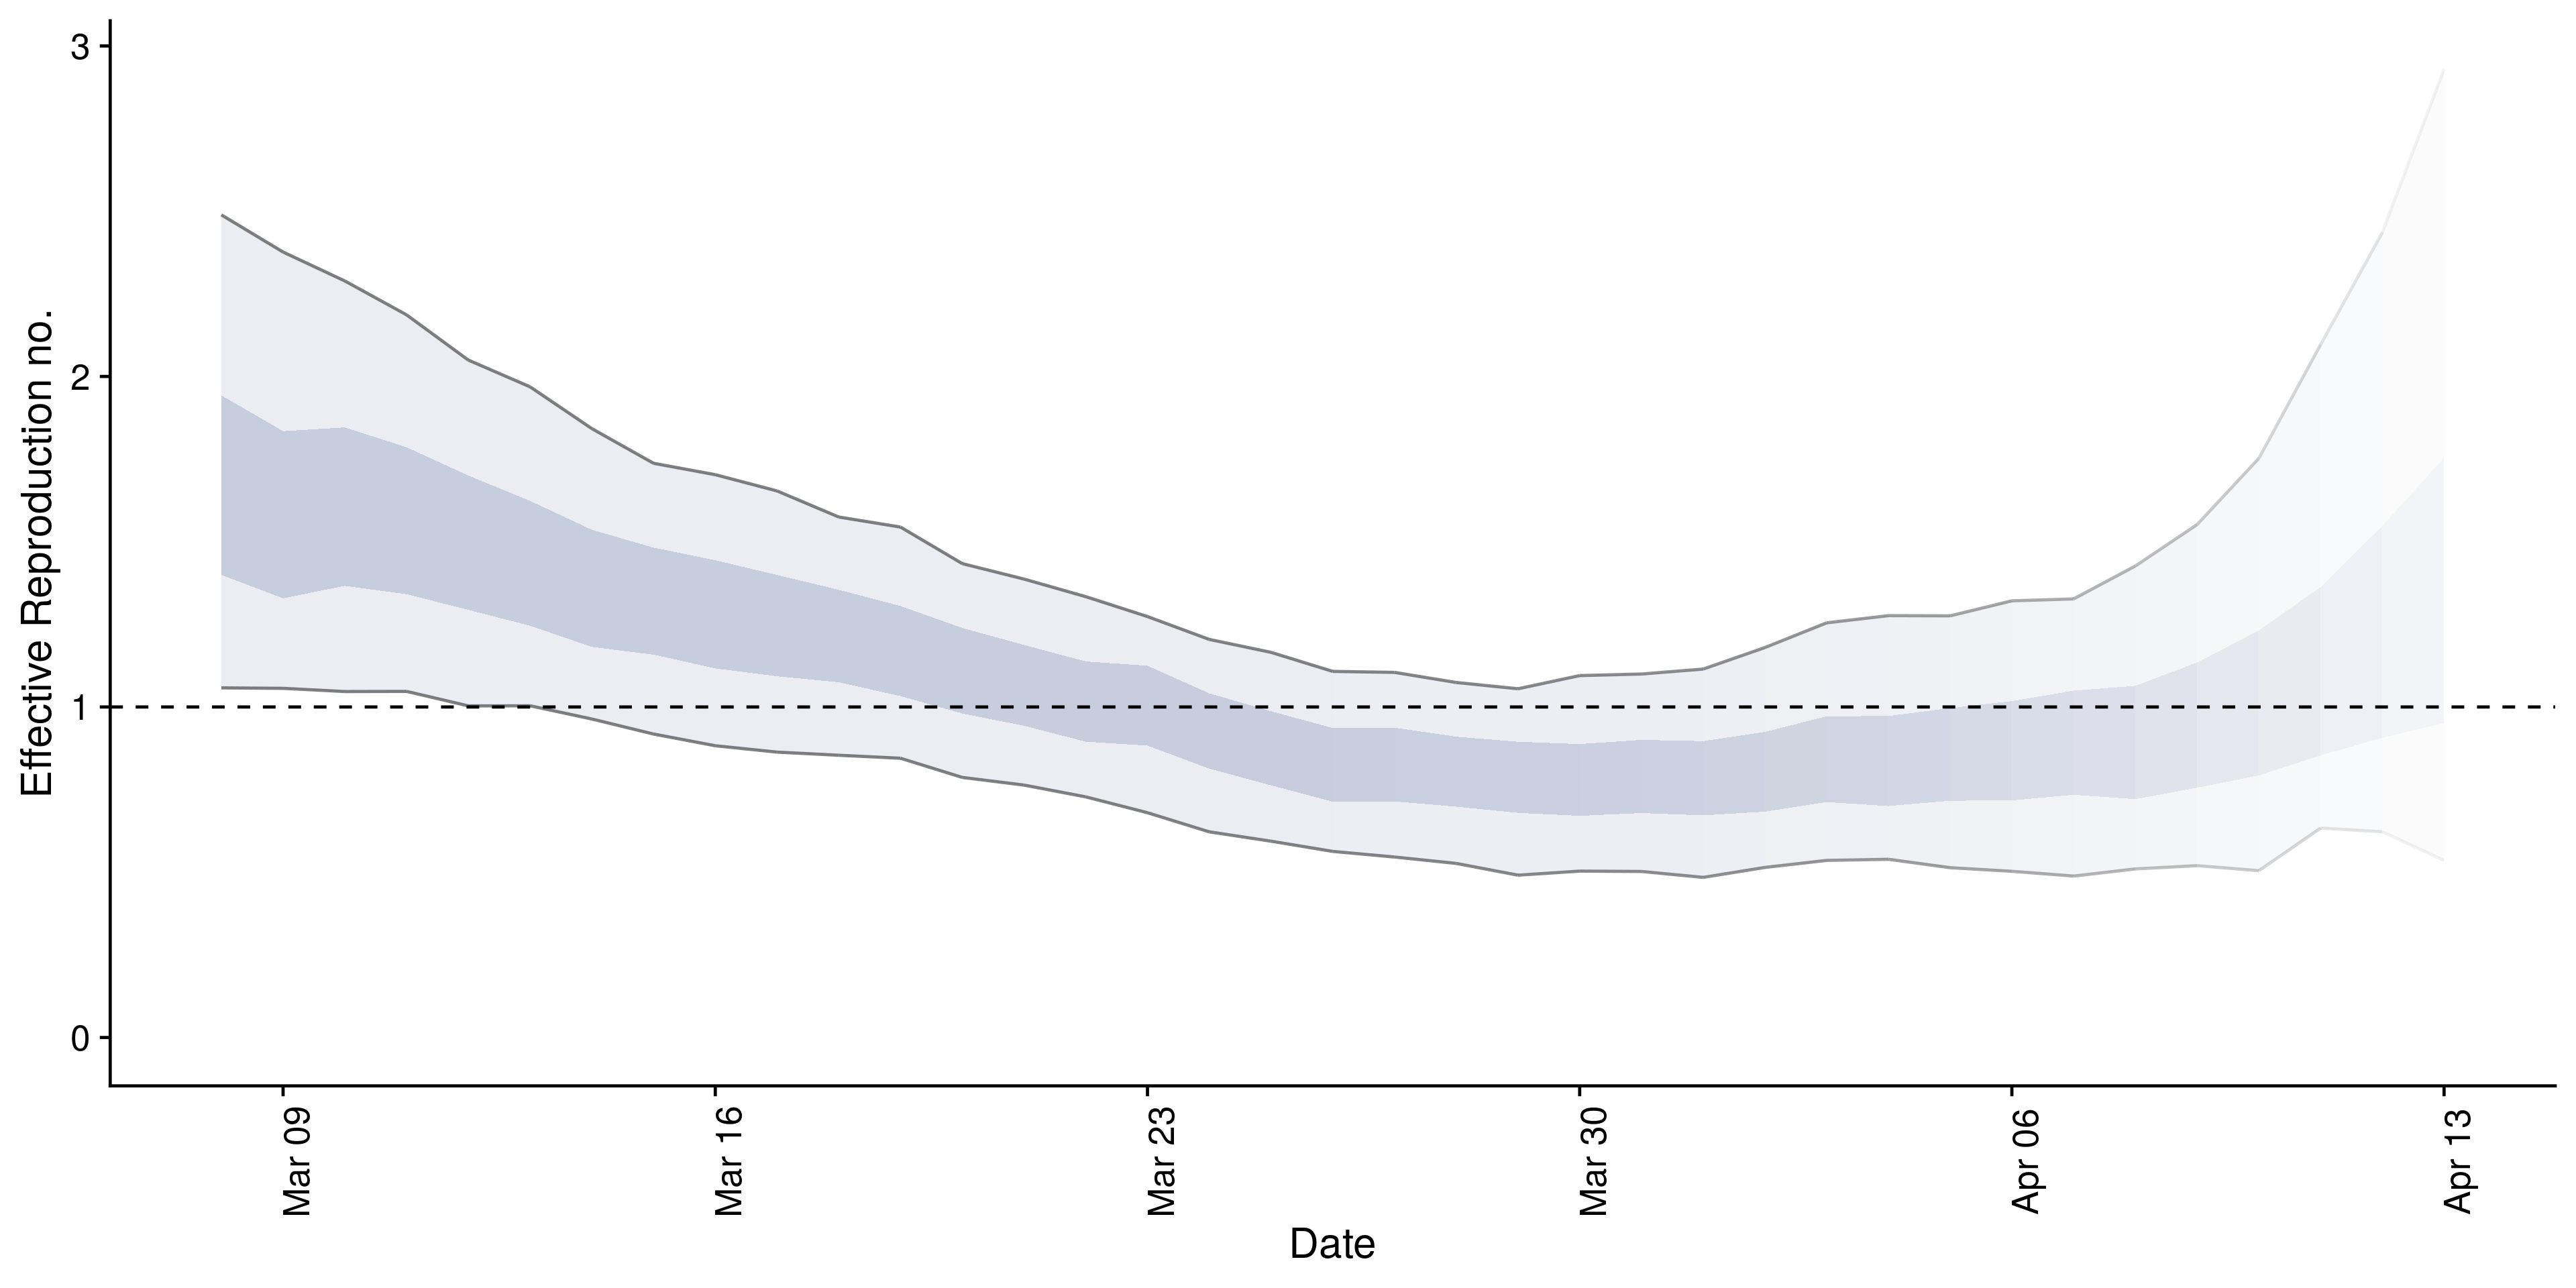 Effective Reproduction no.
3
2
1
0
Mar 09
Mar 16
Mar 23
Mar 30
Apr 06
Apr 13
Date